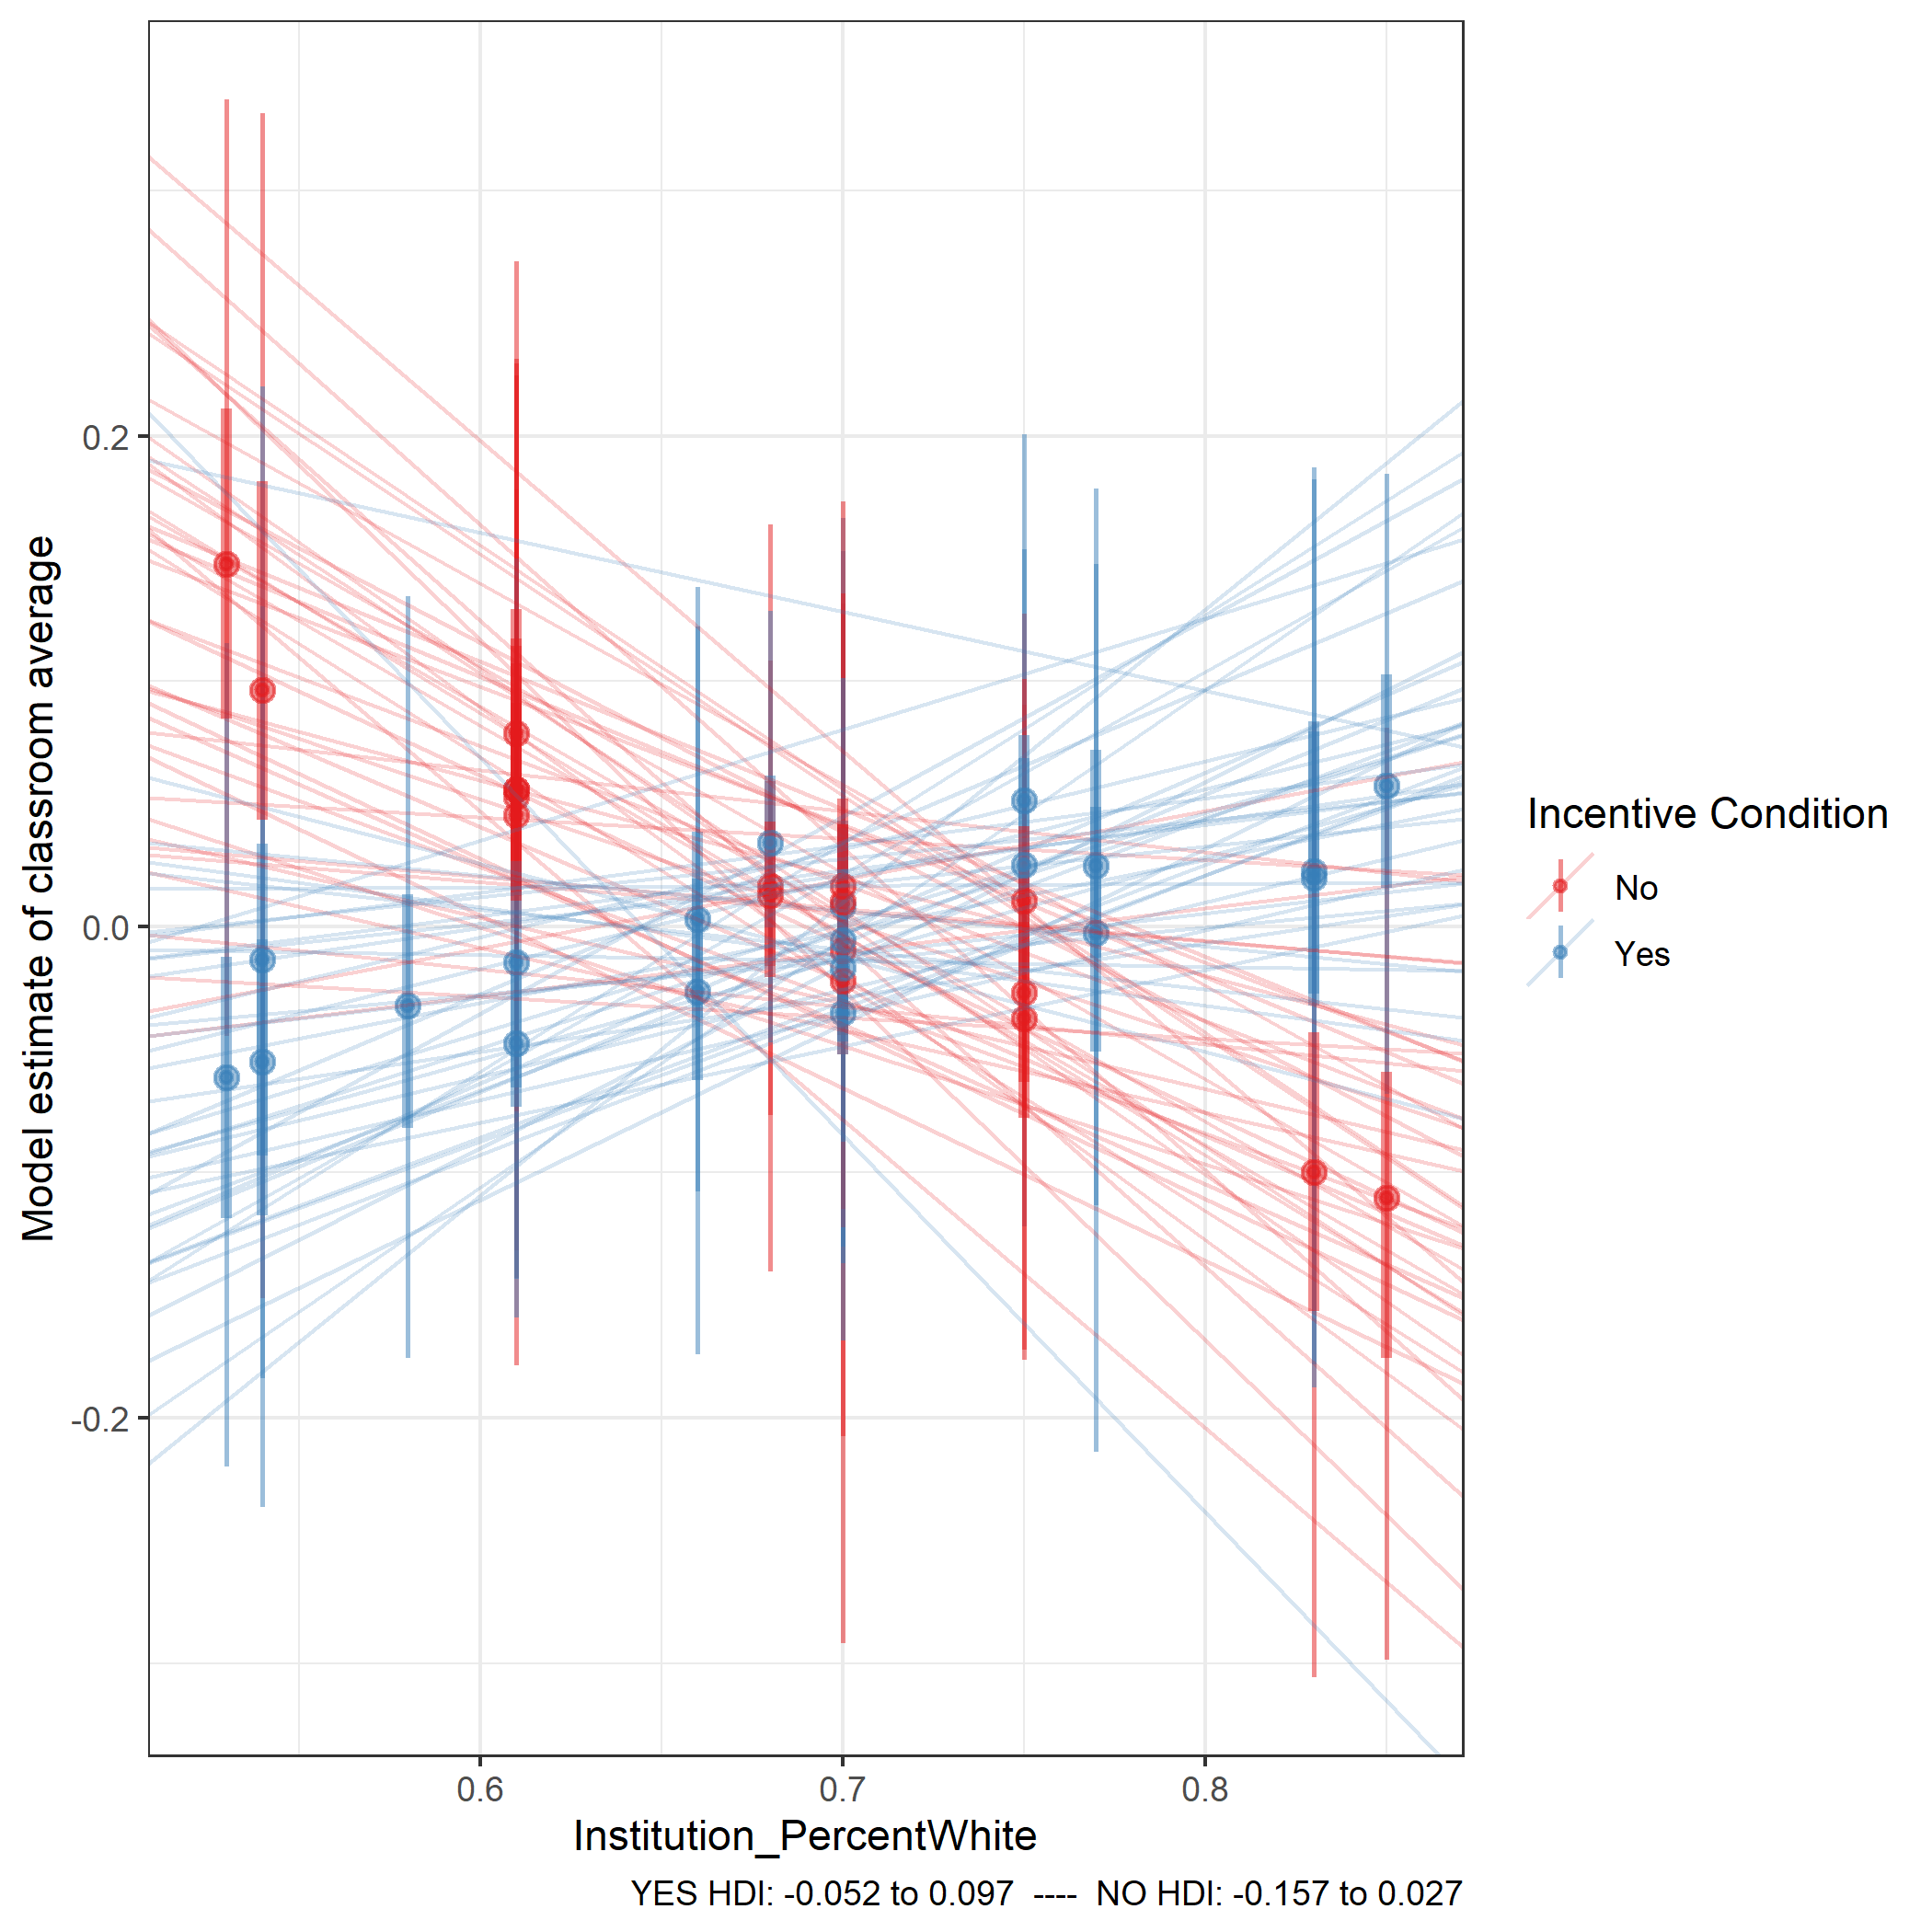 Model estimate of classroom average
0.2
0.0
-0.2
0.6
0.7
0.8
Institution_PercentWhite
YES HDI: -0.052 to 0.097 ---- NO HDI: -0.157 to 0.027
Incentive Condition
No
Yes